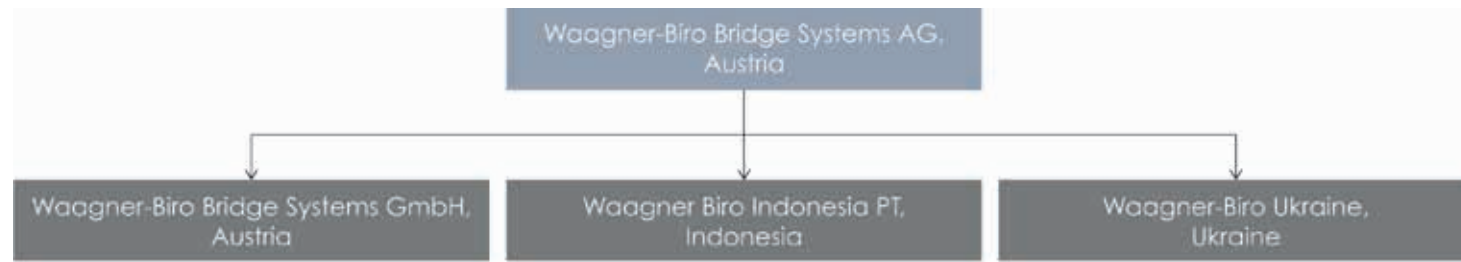 Waagner-Biro Bridge Systems AG,
Austria
Waagner-Biro Bridge Systems GmbH,
Austria
Waagner Biro Indonesia PT,
Indonesia
Waagner-Biro Ukraine,
Ukraine